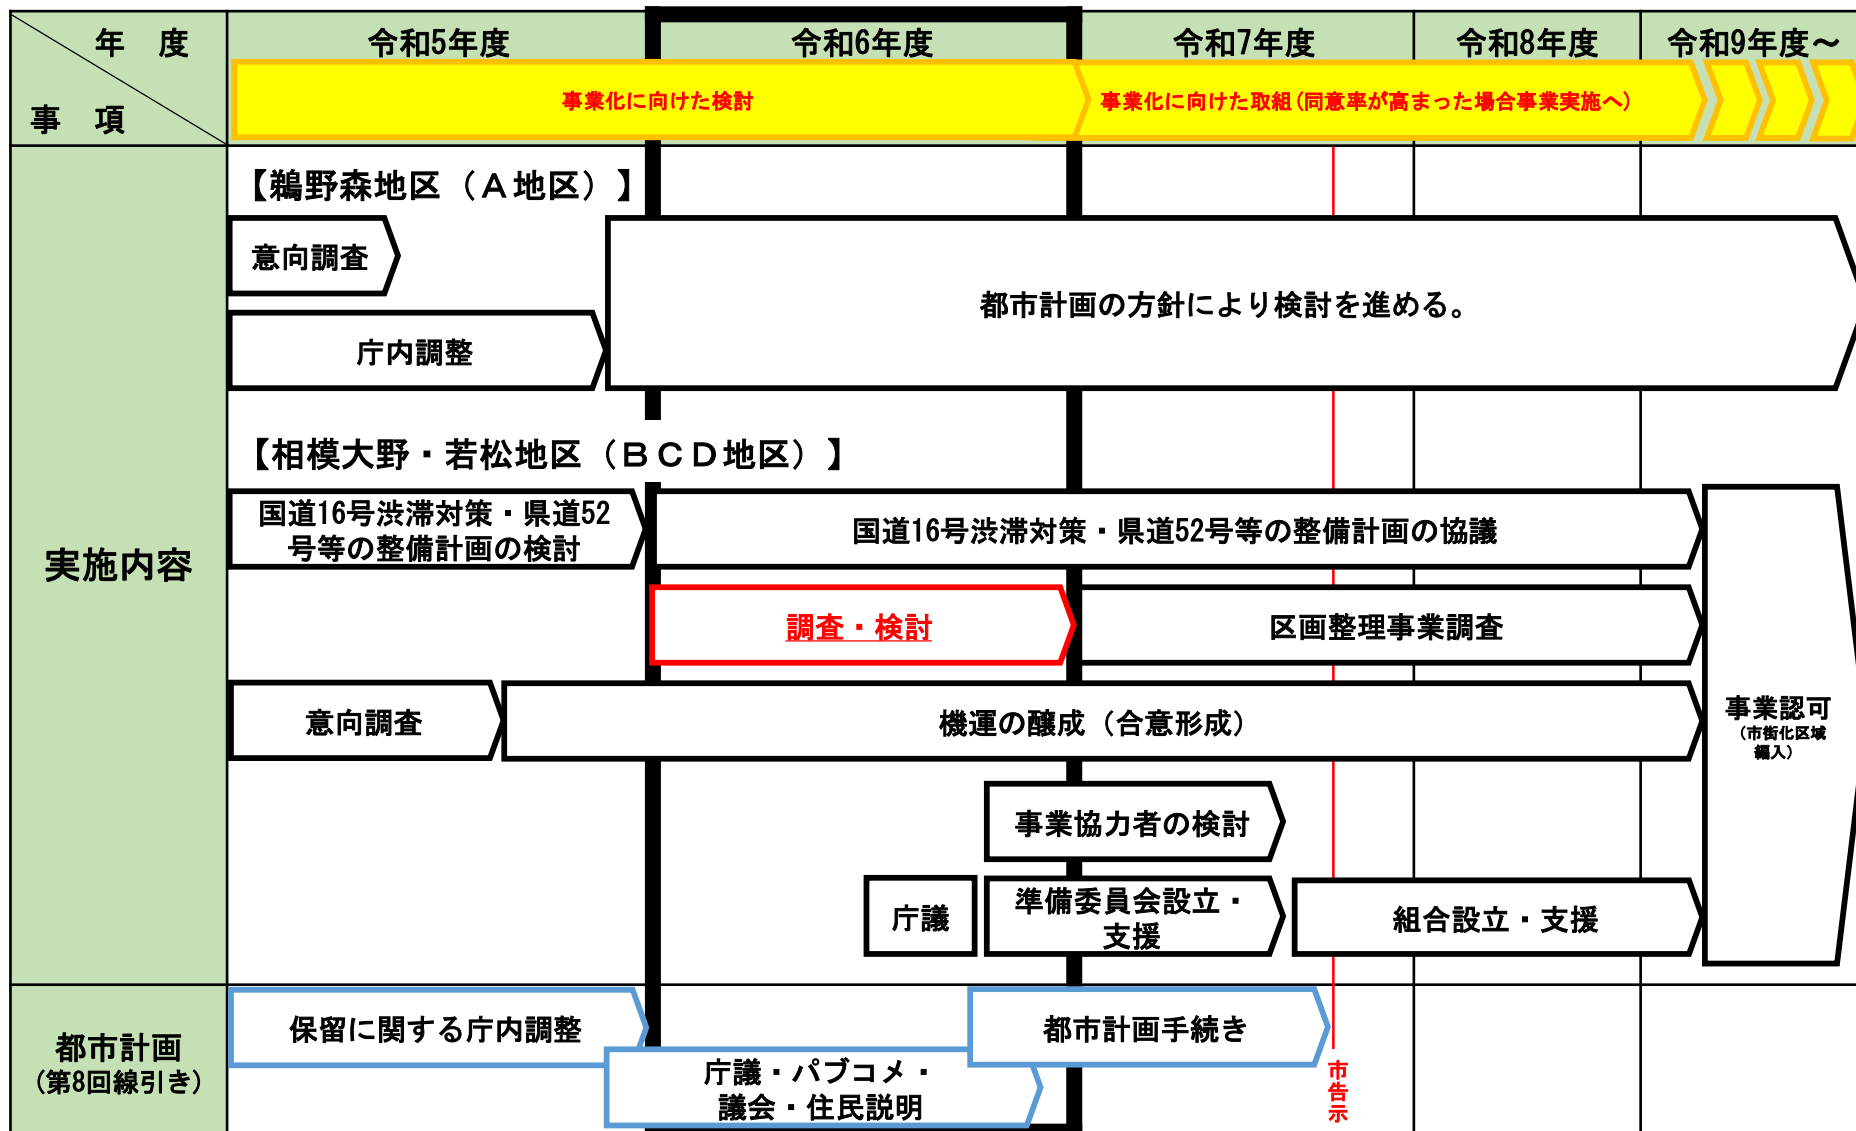 年　度
事　項
令和5年度
令和6年度
令和7年度
令和8年度
令和9年度～
事業化に向けた検討
事業化に向けた取組(同意率が高まった場合事業実施へ)
実施内容
【鵜野森地区（Ａ地区）】
意向調査
庁内調整
都市計画の方針により検討を進める。
【相模大野・若松地区（ＢＣＤ地区）】
国道16号渋滞対策・県道52
号等の整備計画の検討
国道16号渋滞対策・県道52号等の整備計画の協議
調査・検討
区画整理事業調査
意向調査
機運の醸成（合意形成）
事業協力者の検討
庁議
準備委員会設立・
支援
組合設立・支援
事業認可
（市街化区域
編入）
都市計画
（第8回線引き）
保留に関する庁内調整
庁議・パブコメ・
議会・住民説明
都市計画手続き
市告示